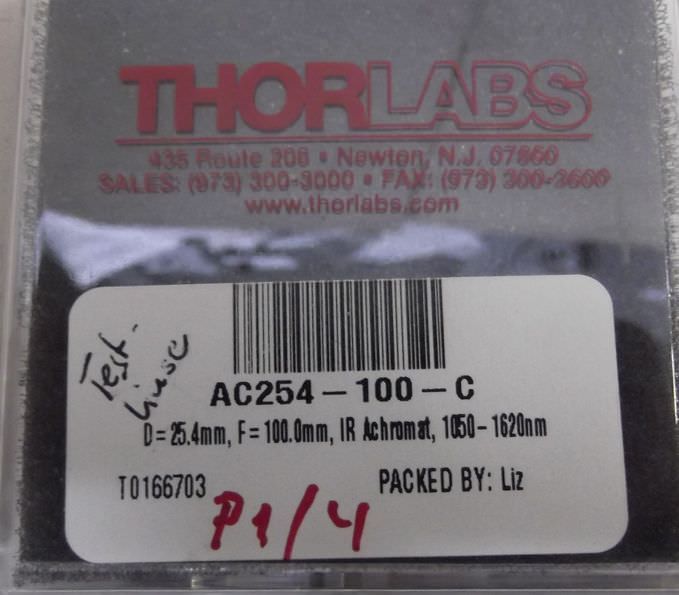 THORLABS
435 Route 206 • Newton, N.J. 07860
SALES: (973) 300-3000 • FAX: (973) 300-3600
www.thorlabs.com
Test-
Linse
AC254-100-C
D=25.4mm, F=100.0mm, IR Achromat, 1050-1620nm
T0166703 PACKED BY: Liz
P1/4